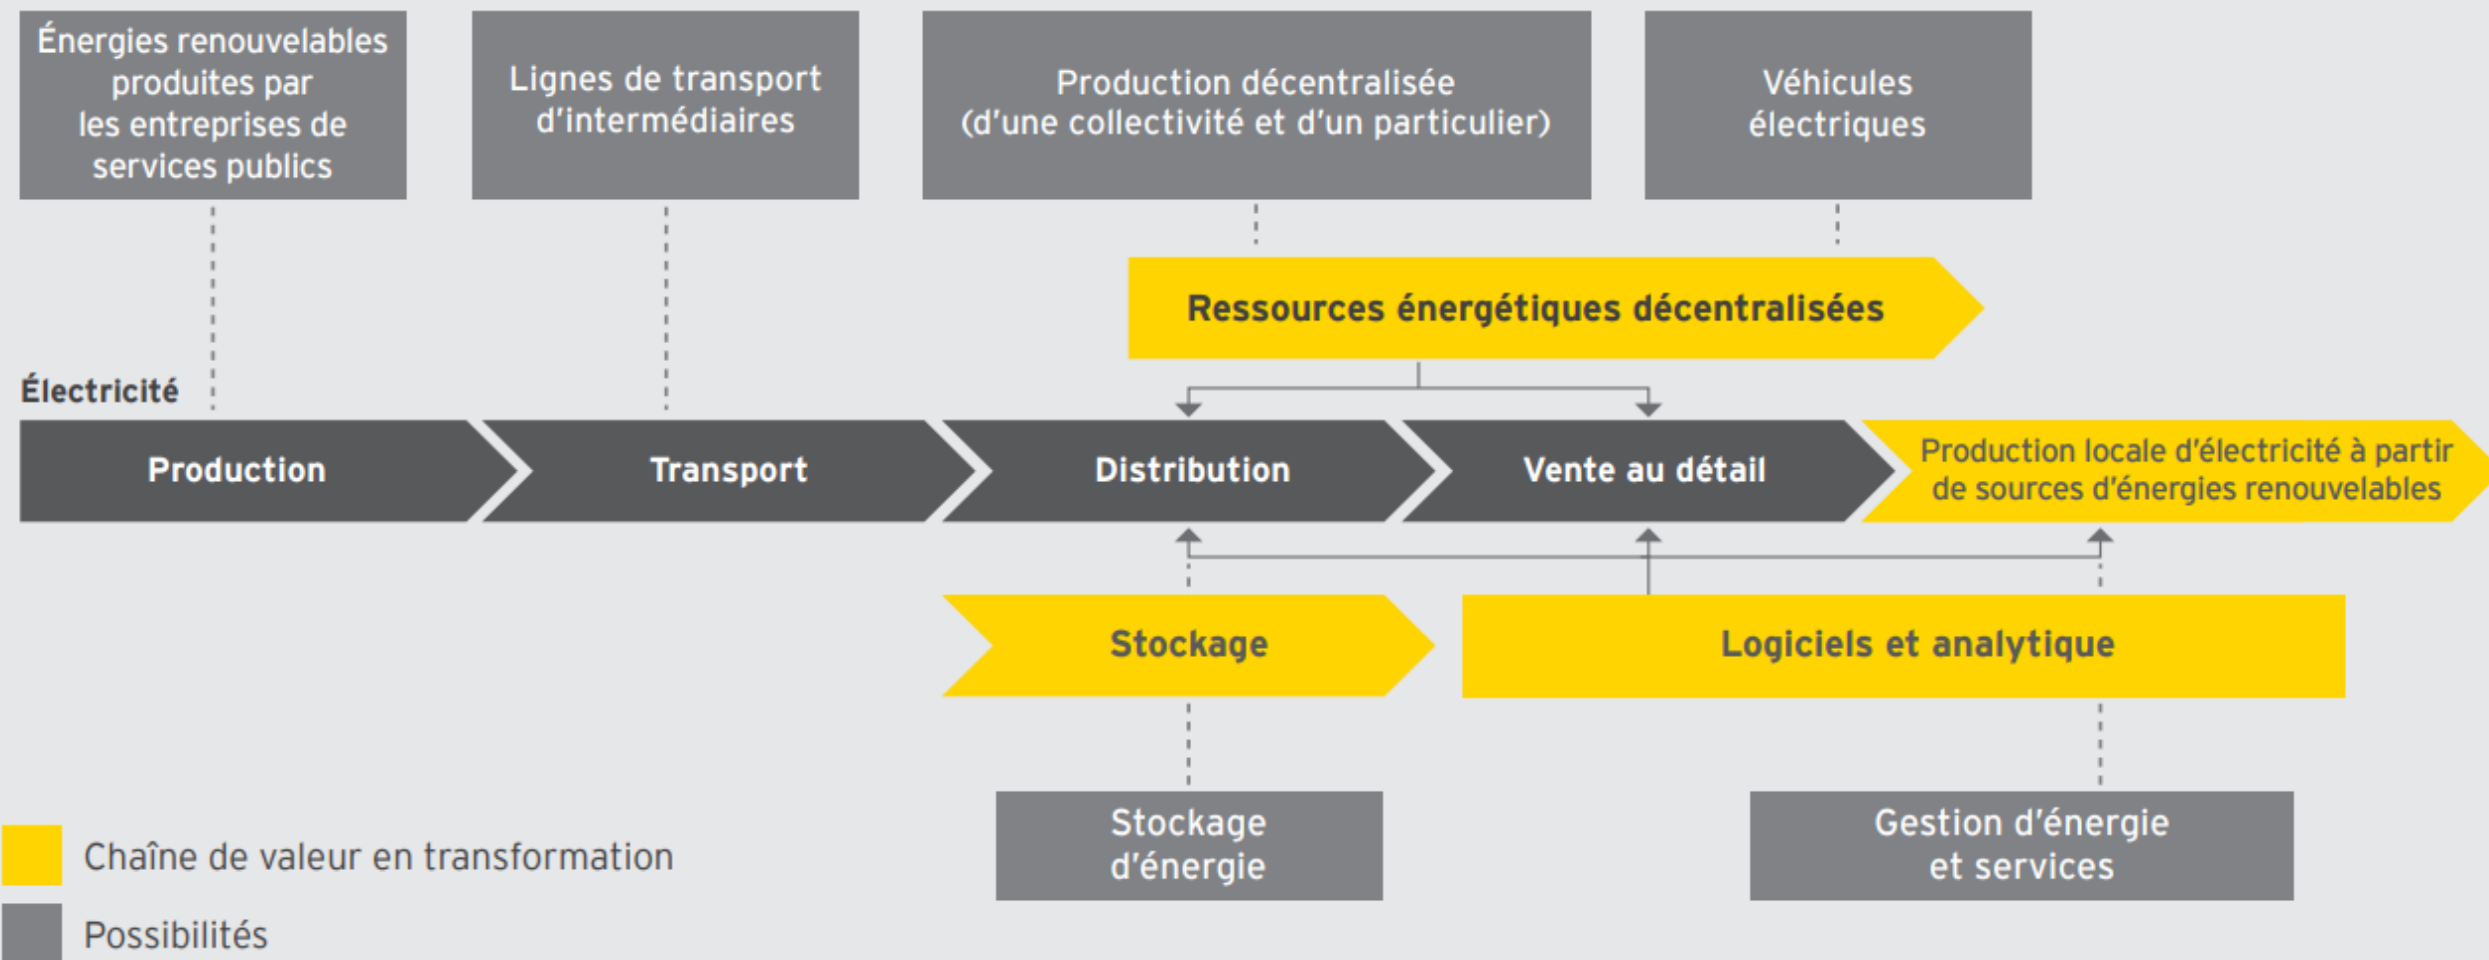 Énergies renouvelables
produites par
les entreprises de
services publics
Lignes de transport
d'intermédiaires
Production décentralisée
(d'une collectivité et d'un particulier)
Véhicules
électriques
Ressources énergétiques décentralisées
Électricité
Production
Transport
Distribution
Vente au détail
Production locale d'électricité à partir
de sources d'énergies renouvelables
Stockage
Logiciels et analytique
Stockage
d'énergie
Gestion d'énergie
et services
Chaîne de valeur en transformation
Possibilités